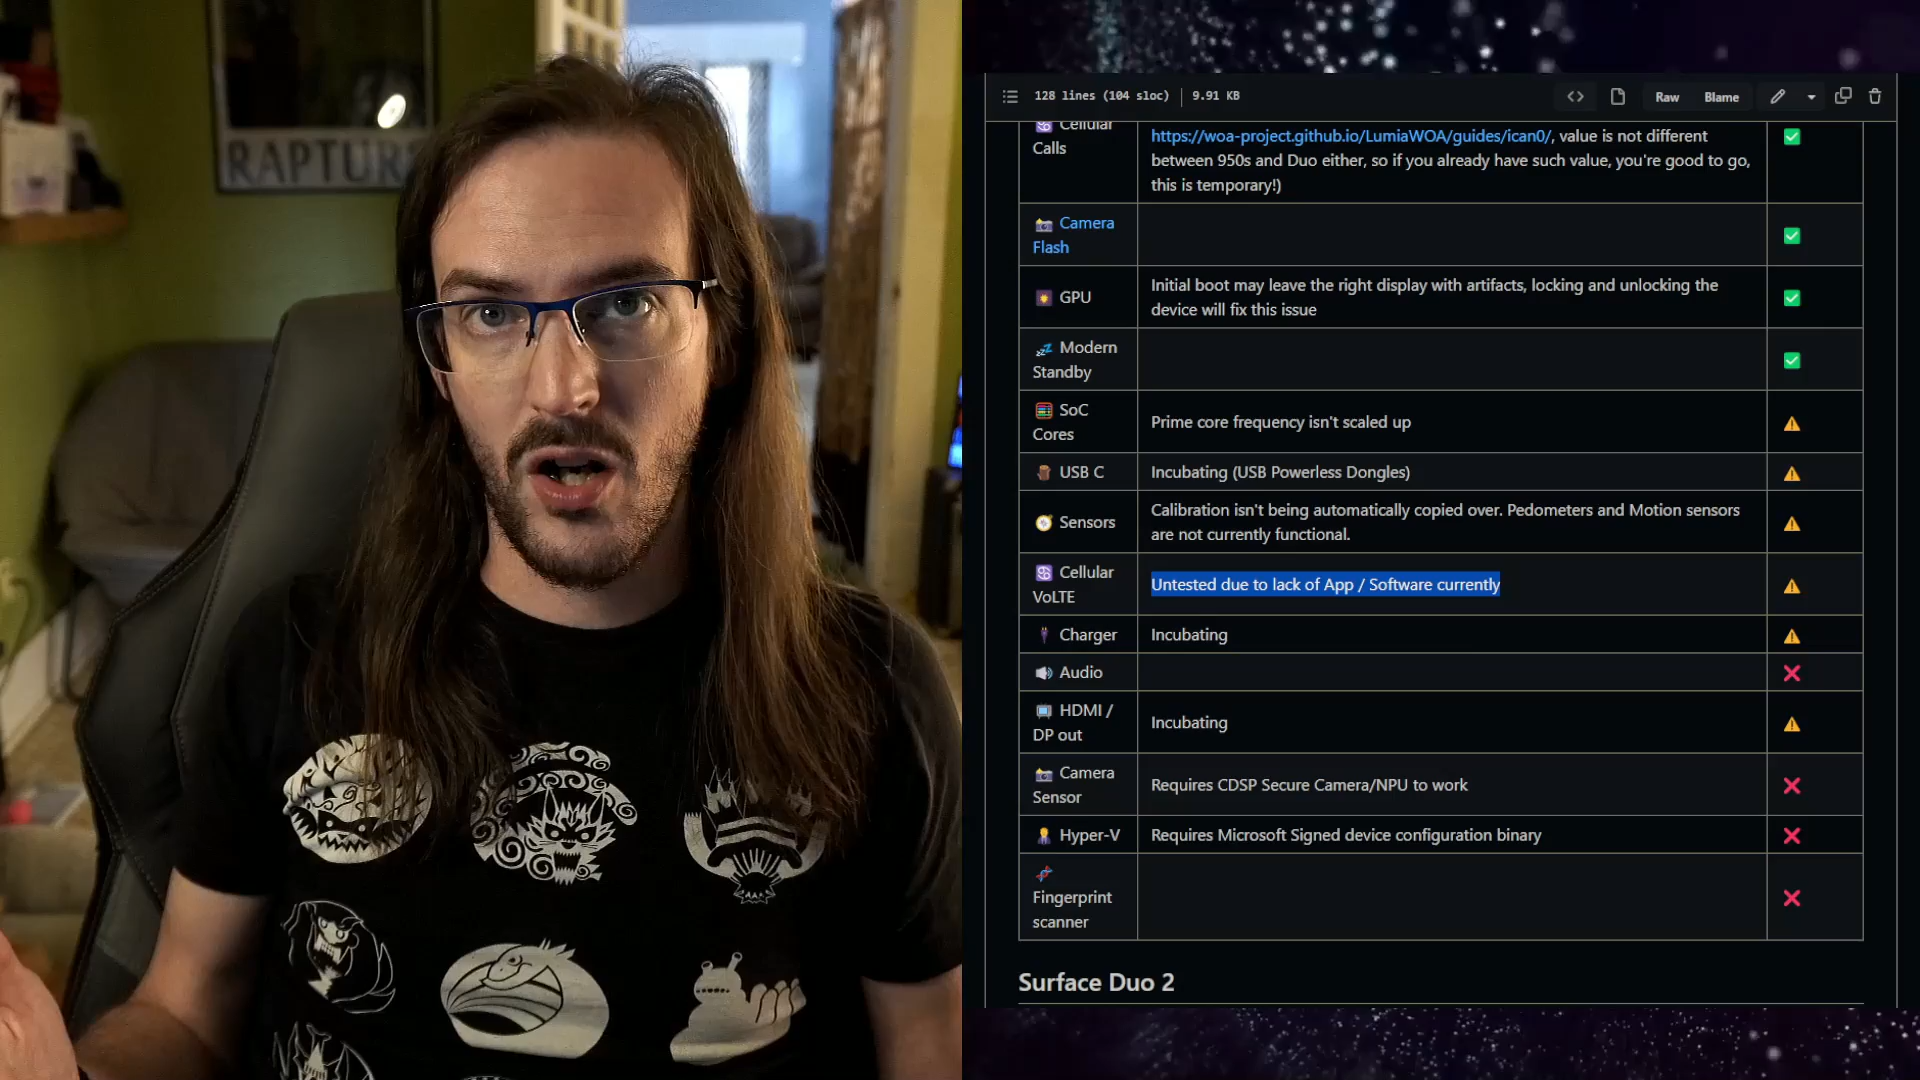 RAPTURE
128 lines (104 sloc) 9.91 KB
Raw
Blame
Cellular
Calls
https://woa-project.github.io/LumiaWOA/guides/ican0/, value is not different
between 950s and Duo either, so if you already have such value, you're good to go,
this is temporary!)
Camera
Flash
GPU
Initial boot may leave the right display with artifacts, locking and unlocking the
device will fix this issue
Modern
Standby
SoC
Cores
Prime core frequency isn't scaled up
USB C
Incubating (USB Powerless Dongles)
Sensors
Calibration isn't being automatically copied over. Pedometers and Motion sensors
are not currently functional.
Cellular
VoLTE
Untested due to lack of App / Software currently
Charger
Incubating
Audio
HDMI /
DP out
Incubating
Camera
Sensor
Requires CDSP Secure Camera/NPU to work
Hyper-V
Requires Microsoft Signed device configuration binary
Fingerprint
scanner
Surface Duo 2